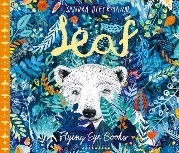 SANDRA DIECKMANN
Leaf
Flying Eye Books